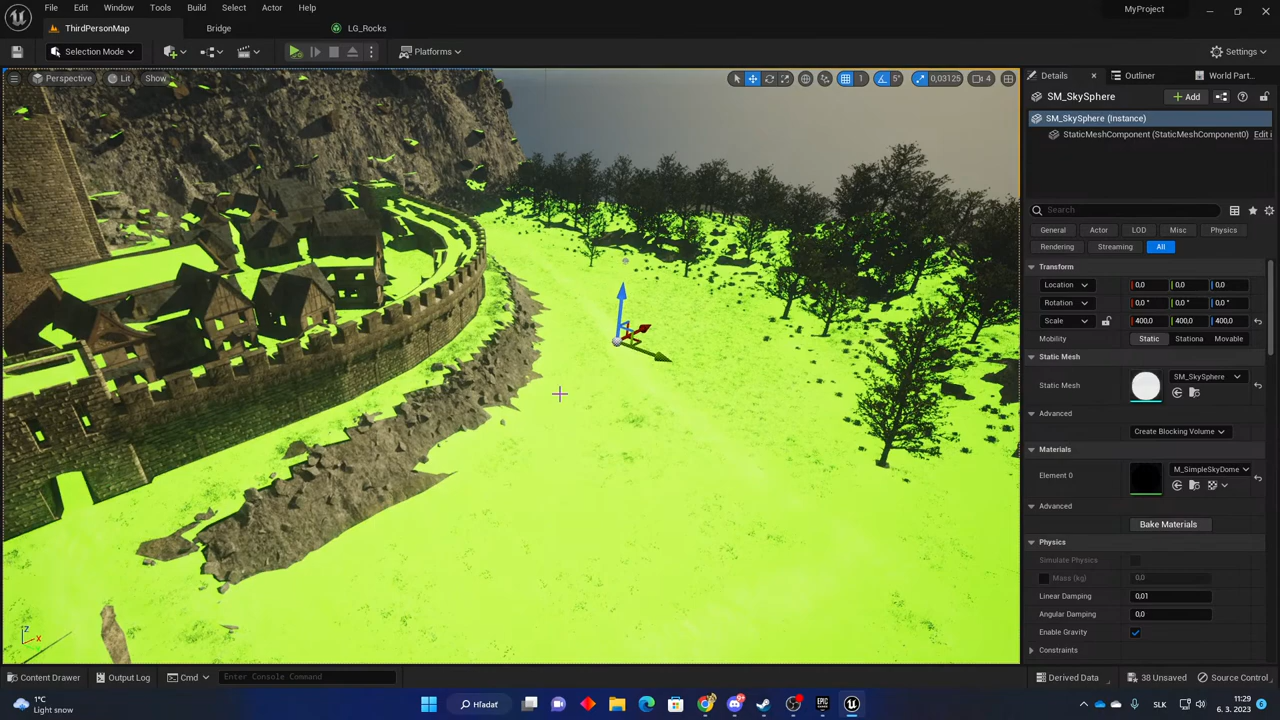 File Edit Window Tools Build Select Actor Help
MyProject
ThirdPersonMap
Bridge
LG_Rocks
Selection Mode
Platforms
Settings
Perspective
Lit
Show
1
5°
0,03125
4
Details
Outliner
World Part...
SM_SkySphere
+ Add
SM_SkySphere (Instance)
StaticMeshComponent (StaticMeshComponent0)
Edit i
Search
General
Actor
LOD
Misc
Physics
Rendering
Streaming
All
Transform
Location
0,0
0,0
0,0
Rotation
0,0 °
0,0 °
0,0 °
Scale
400,0
400,0
400,0
Mobility
Static
Stationa
Movable
Static Mesh
Static Mesh
SM_SkySphere
Advanced
Create Blocking Volume
Materials
Element 0
M_SimpleSkyDome
Advanced
Bake Materials
Physics
Simulate Physics
Mass (kg)
0,0
Linear Damping
0,01
Angular Damping
0,0
Enable Gravity
Constraints
Z
X
Content Drawer
Output Log
Cmd
Enter Console Command
Derived Data
38 Unsaved
Source Control
1°C
Light snow
Hľadať
SLK
11:29
6. 3. 2023